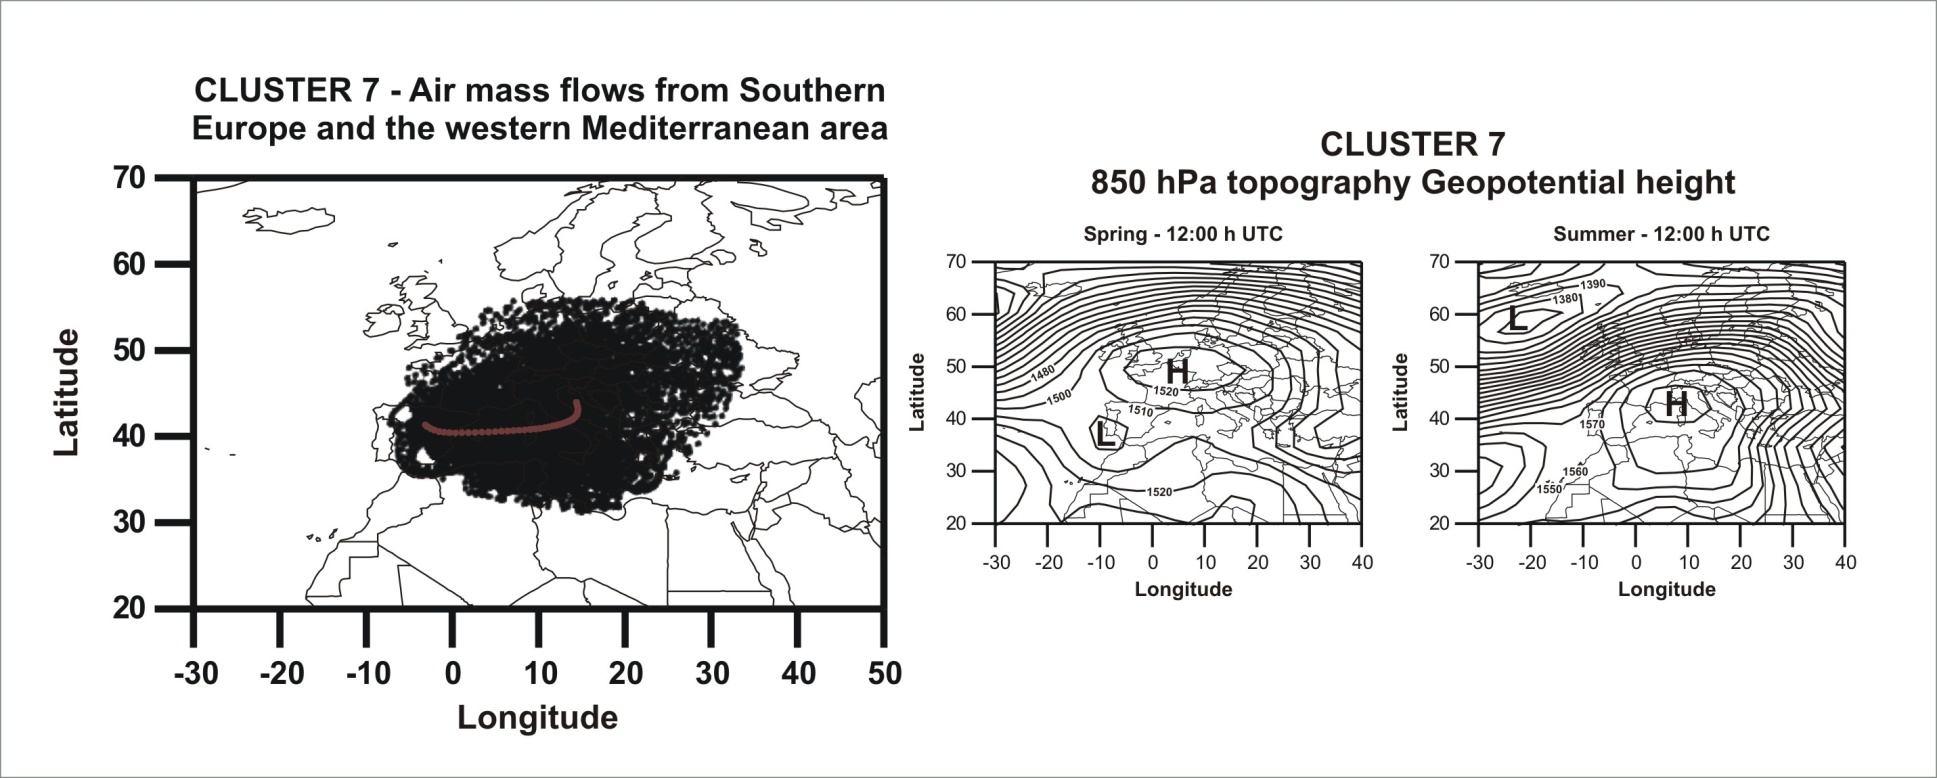 CLUSTER 7 - Air mass flows from Southern
Europe and the western Mediterranean area
70
60
50
40
30
20
Latitude
-30 -20 -10 0 10 20 30 40 50
Longitude
CLUSTER 7
850 hPa topography Geopotential height
Spring - 12:00 h UTC
70
60
50
40
30
20
Latitude
H
L
1480
1500
1520
1510
1520
-30 -20 -10 0 10 20 30 40
Longitude
Summer - 12:00 h UTC
70
60
50
40
30
20
Latitude
1390
1380
L
H
1570
1560
1550
-30 -20 -10 0 10 20 30 40
Longitude